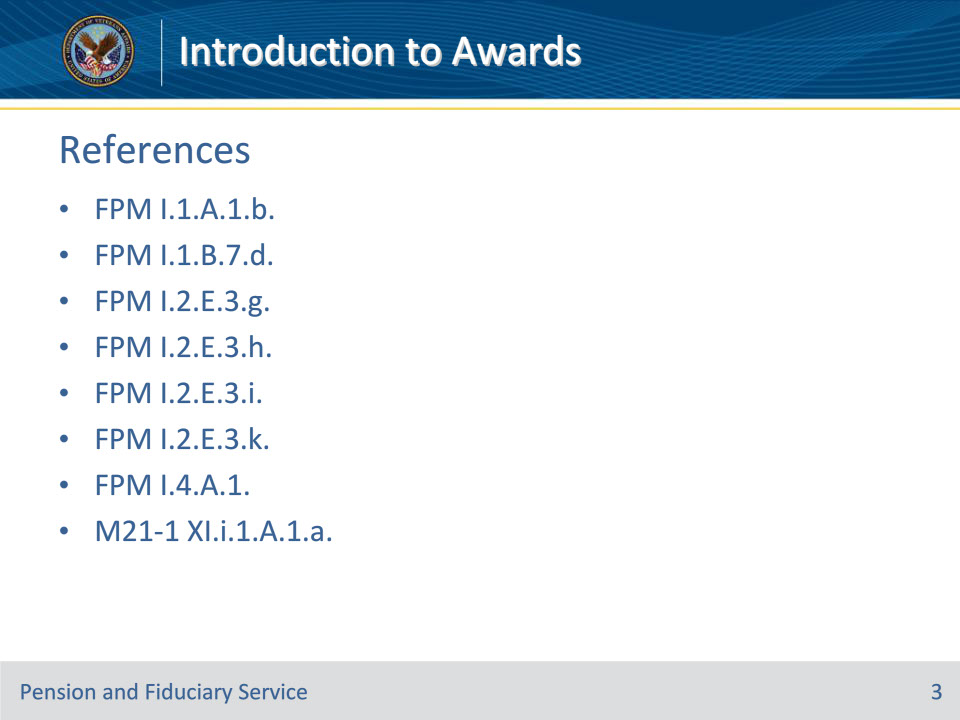 Introduction to Awards
References
• FPM I.1.A.1.b.
• FPM I.1.B.7.d.
• FPM I.2.E.3.g.
• FPM I.2.E.3.h.
• FPM I.2.E.3.i.
• FPM I.2.E.3.k.
• FPM I.4.A.1.
• M21-1 XI.i.1.A.1.a.
Pension and Fiduciary Service
3